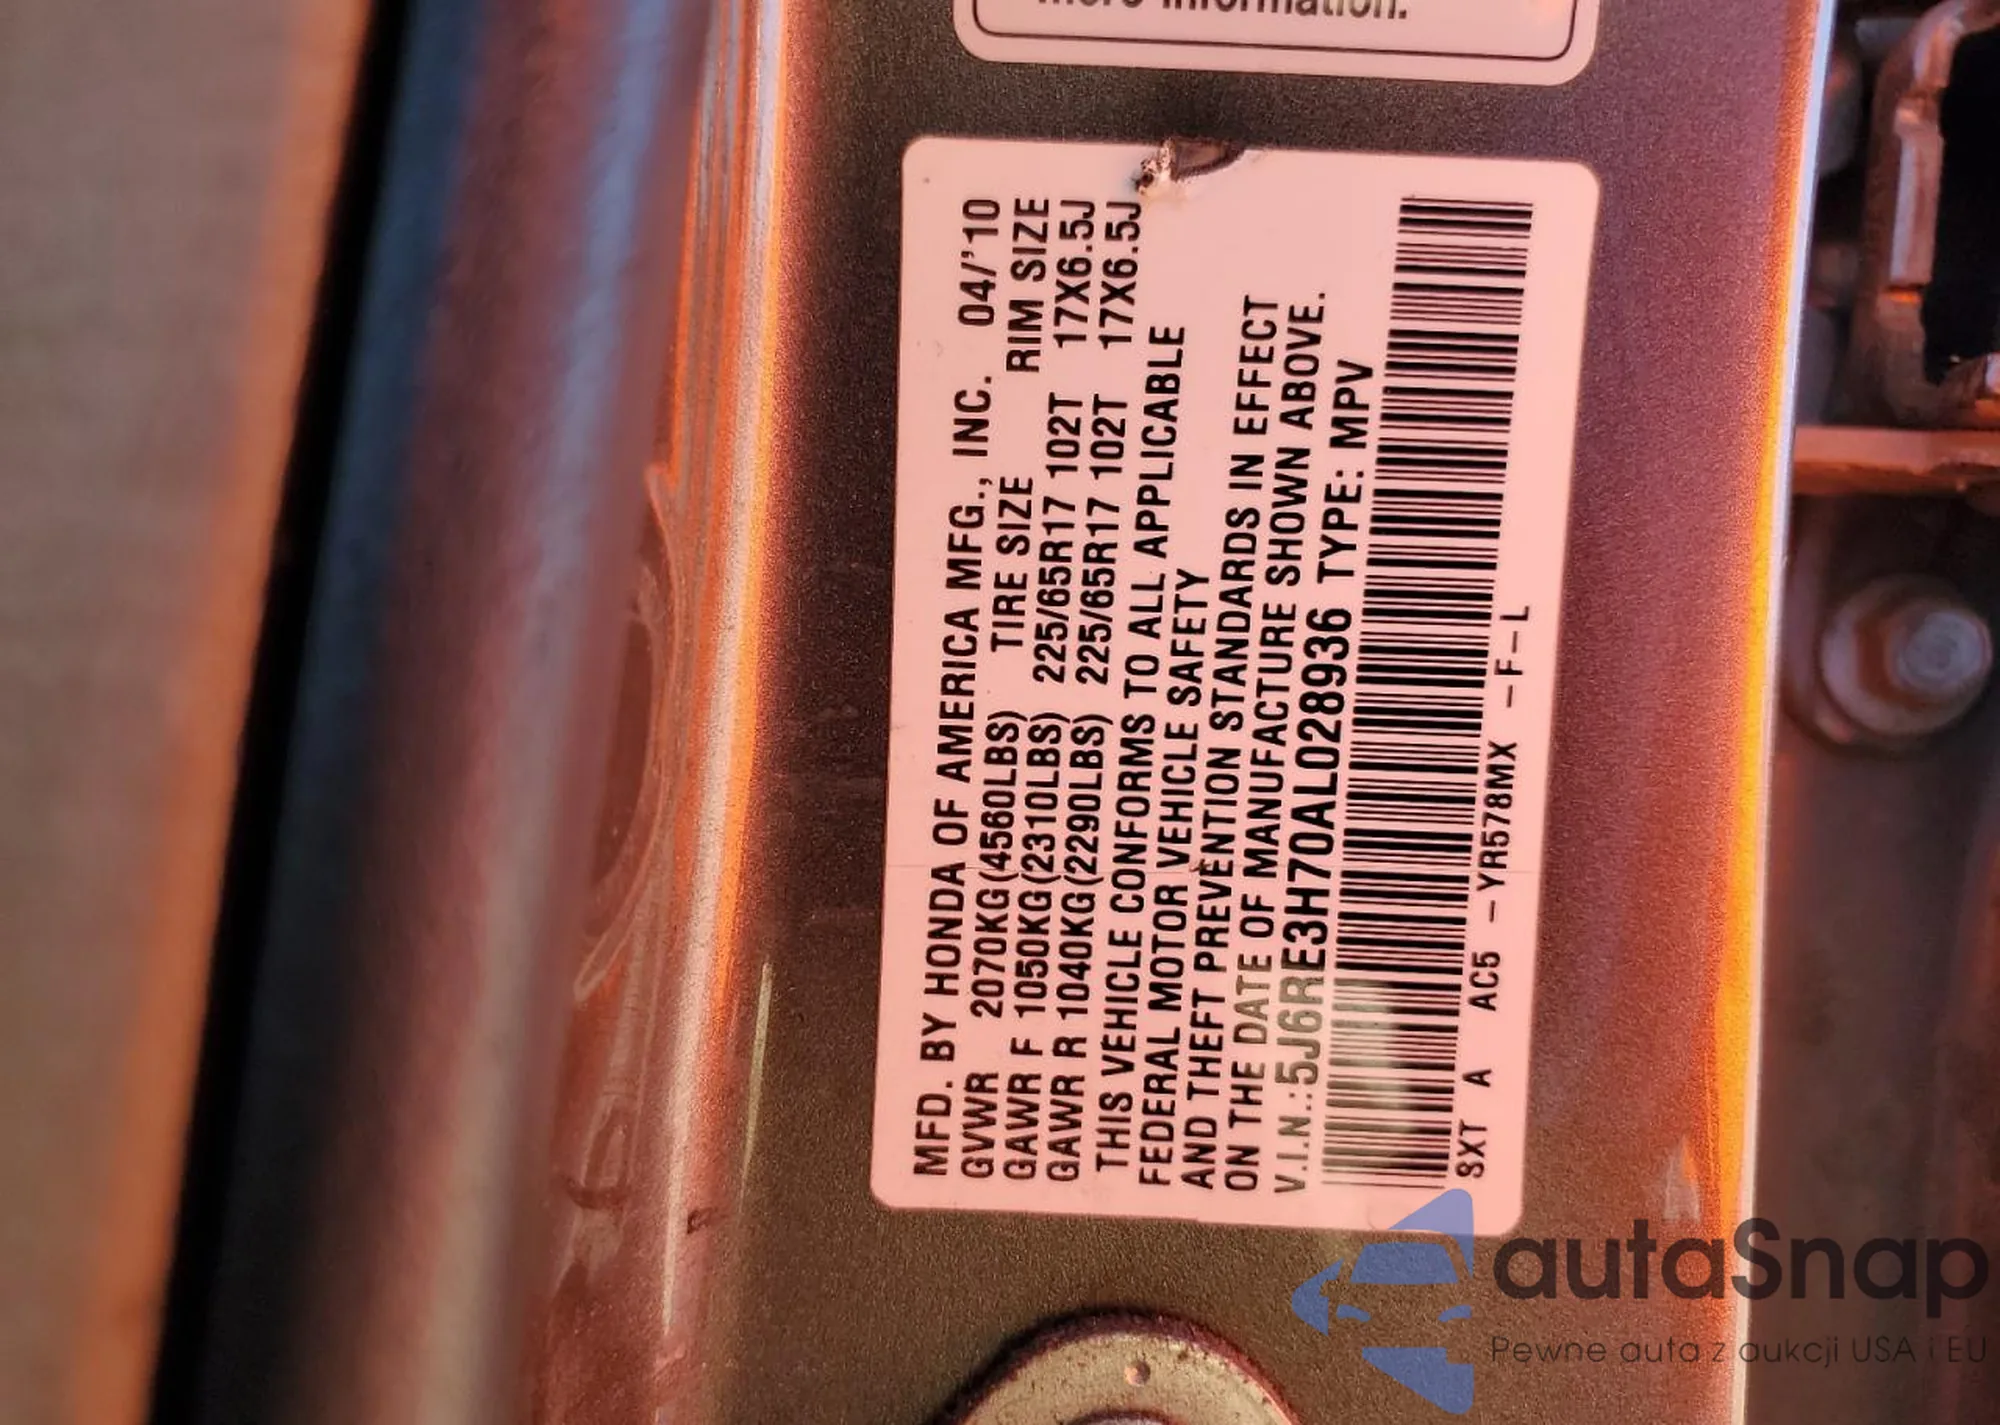 more information.
MFD. BY HONDA OF AMERICA MFG., INC. 04/'10
GVWR 2070KG(4560LBS) TIRE SIZE RIM SIZE
GAWR F 1050KG(2310LBS) 225/65R17 102T 17X6.5J
GAWR R 1040KG(2290LBS) 225/65R17 102T 17X6.5J
THIS VEHICLE CONFORMS TO ALL APPLICABLE
FEDERAL MOTOR VEHICLE SAFETY
AND THEFT PREVENTION STANDARDS IN EFFECT
ON THE DATE OF MANUFACTURE SHOWN ABOVE.
V.I.N.:5J6RE3H70AL028936 TYPE: MPV
SXT A AC5 -YR578MX -F-L
autaSnap
Pewne auta z aukcji USA i EU